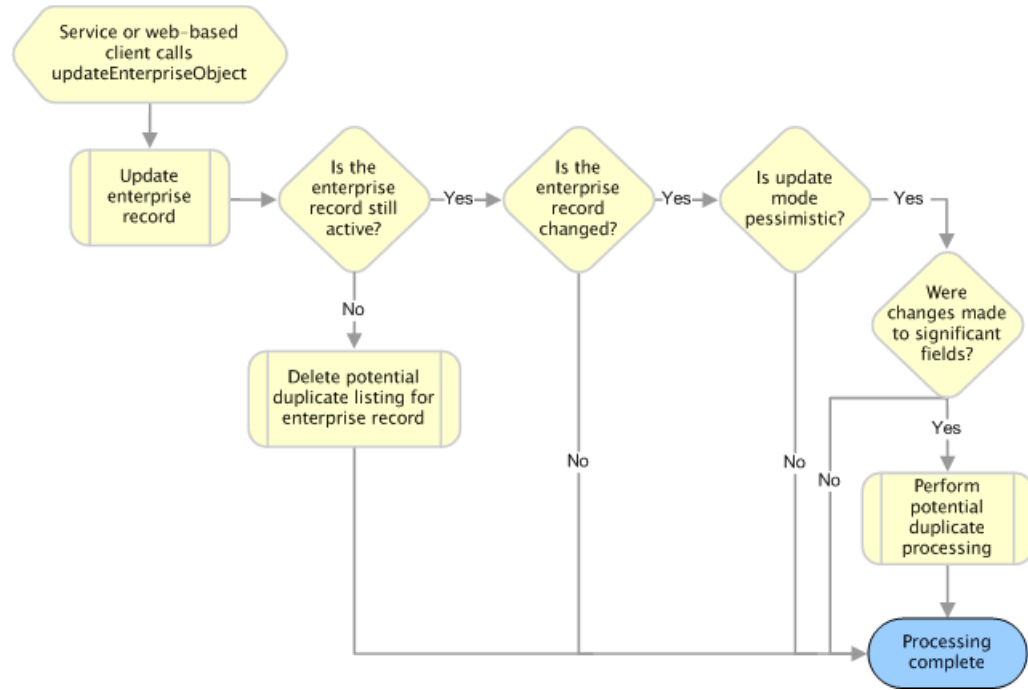 Service or web-based
client calls
updateEnterpriseObject
Update
enterprise
record
Is the
enterprise
record still
active?
Yes
Is the
enterprise
record
changed?
Yes
Is update
mode
pessimistic?
Yes
Were
changes made
to significant
fields?
No
Delete potential
duplicate listing for
enterprise record
No
No
No
Yes
Perform
potential
duplicate
processing
Processing
complete